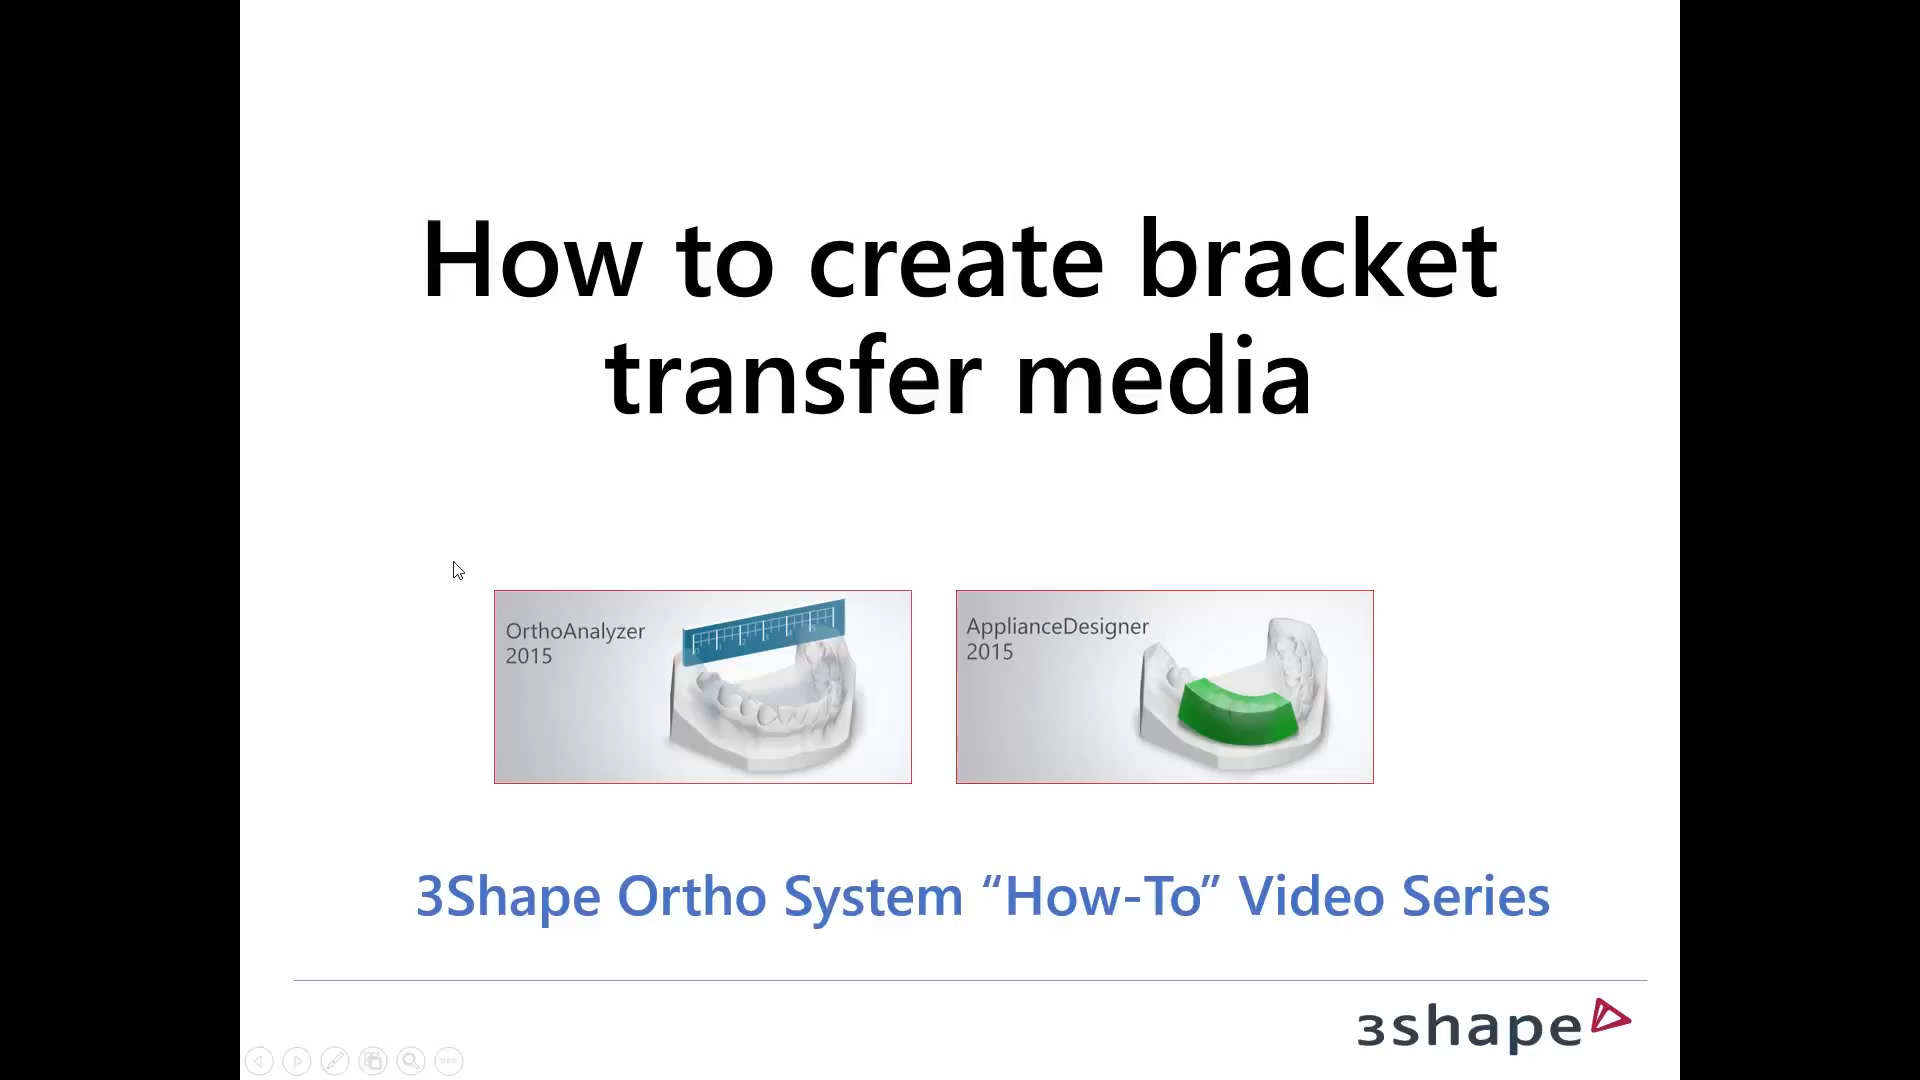 How to create bracket
transfer media
OrthoAnalyzer
2015
ApplianceDesigner
2015
3Shape Ortho System “How-To” Video Series
3shape